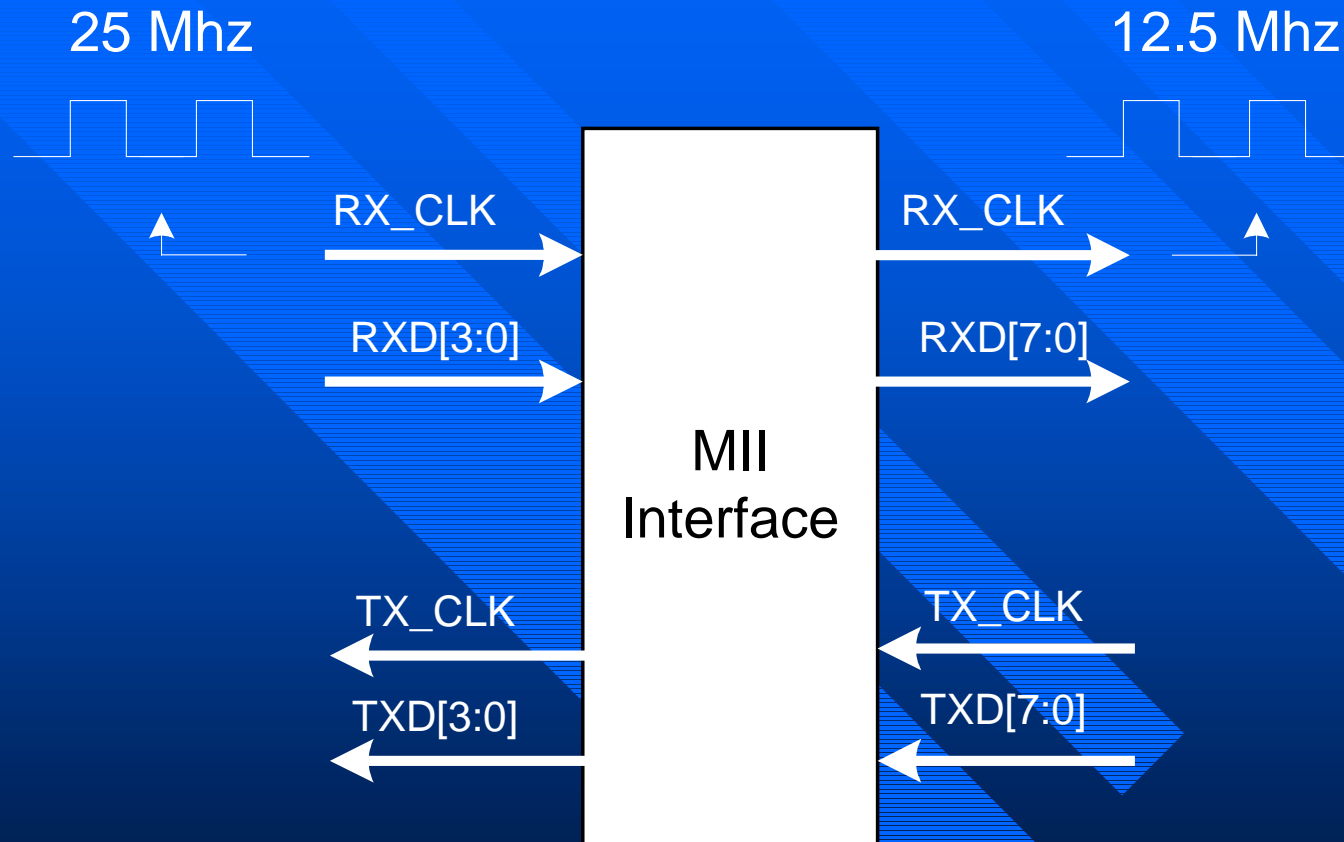 25 Mhz
12.5 Mhz
RX_CLK
RX_CLK
RXD[3:0]
RXD[7:0]
MII
Interface
TX_CLK
TX_CLK
TXD[3:0]
TXD[7:0]